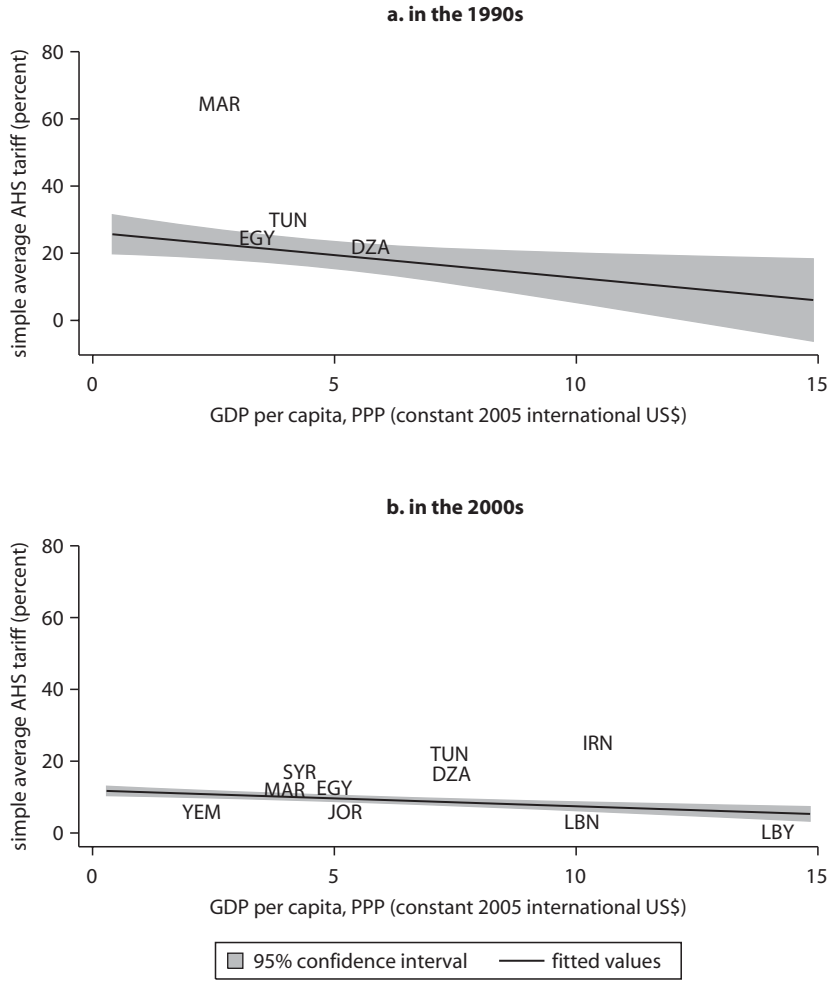 a. in the 1990s
simple average AHS tariff (percent)
80
60
40
20
0
MAR
TUN
EGY
DZA
0 5 10 15
GDP per capita, PPP (constant 2005 international US$)
b. in the 2000s
simple average AHS tariff (percent)
80
60
40
20
0
IRN
TUN
DZA
SYR
MAR EGY
YEM JOR LBN LBY
0 5 10 15
GDP per capita, PPP (constant 2005 international US$)
95% confidence interval fitted values